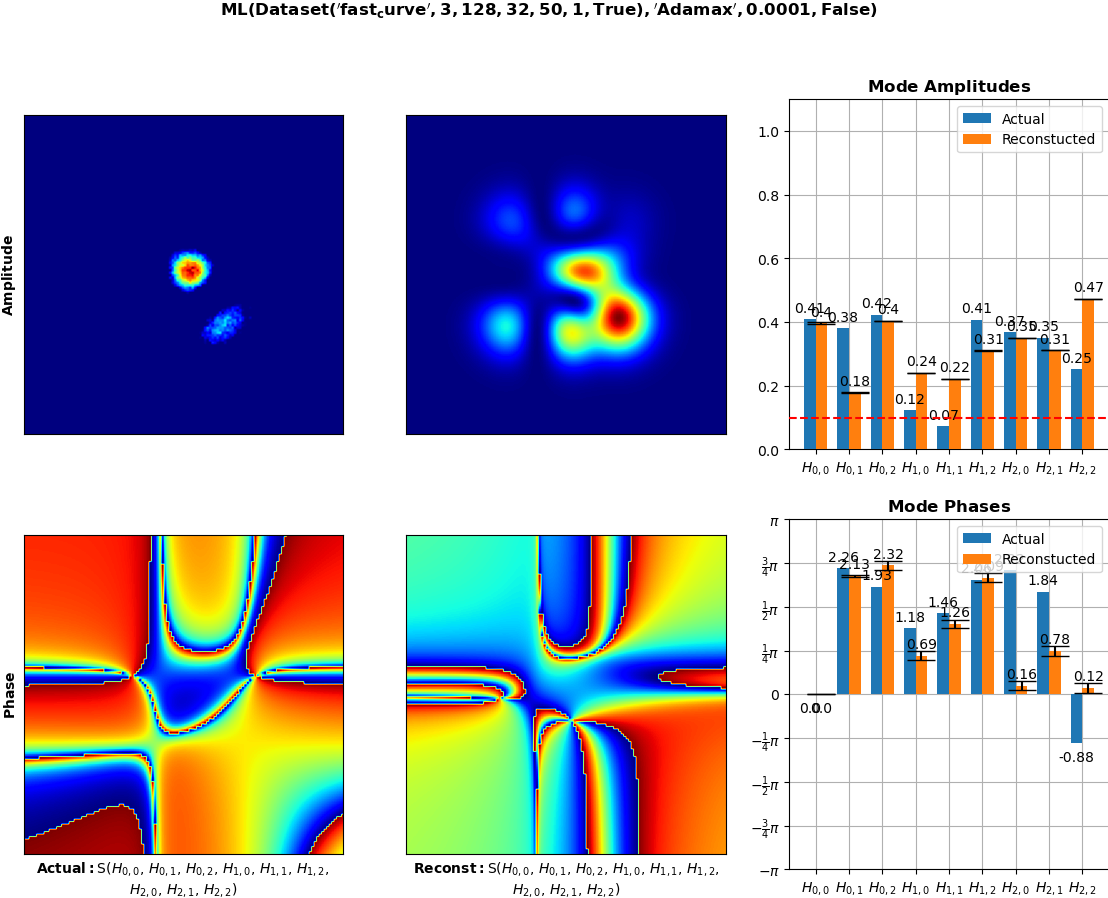 ML(Dataset('fast_curve', 3, 128, 32, 50, 1, True), 'Adamax', 0.0001, False)
Amplitude
Mode Amplitudes
Actual
Reconstucted
1.0
0.8
0.6
0.4
0.2
0.0
0.41 0.38 0.42 0.12 0.07 0.41 0.37 0.35 0.25
0.4 0.18 0.4 0.24 0.22 0.31 0.35 0.31 0.47
H0,0 H0,1 H0,2 H1,0 H1,1 H1,2 H2,0 H2,1 H2,2
Phase
Mode Phases
Actual
Reconstucted
π
3/4π
1/2π
1/4π
0
−1/4π
−1/2π
−3/4π
−π
0.0 2.26 1.93 1.18 1.46 1.84 -0.88
0.0 2.13 2.32 0.69 1.26 0.16 0.78 0.12
H0,0 H0,1 H0,2 H1,0 H1,1 H1,2 H2,0 H2,1 H2,2
Actual: S(H0,0, H0,1, H0,2, H1,0, H1,1, H1,2,
H2,0, H2,1, H2,2)
Reconst: S(H0,0, H0,1, H0,2, H1,0, H1,1, H1,2,
H2,0, H2,1, H2,2)